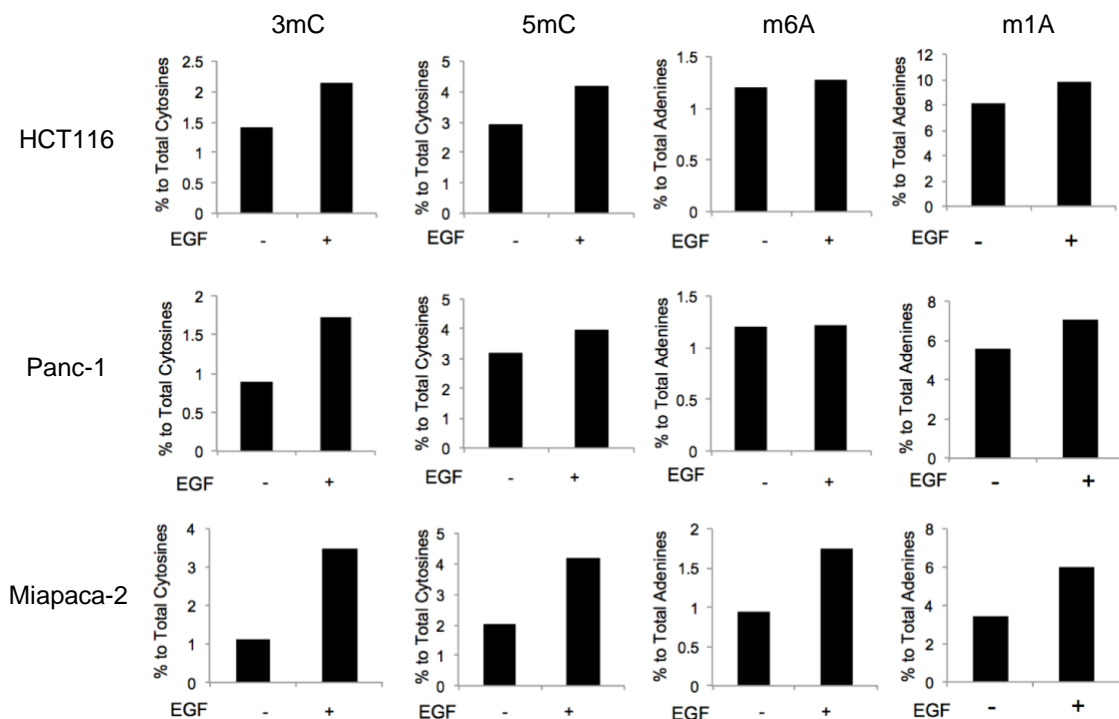 3mC 5mC m6A m1A
HCT116
% to Total Cytosines
2.5
2
1.5
1
0.5
0
EGF - +
% to Total Cytosines
5
4
3
2
1
0
EGF - +
% to Total Adenines
1.5
1
0.5
0
EGF - +
% to Total Adenines
12
10
8
6
4
2
0
EGF - +
Panc-1
% to Total Cytosines
2
1.5
1
0.5
0
EGF - +
% to Total Cytosines
5
4
3
2
1
0
EGF - +
% to Total Adenines
1.5
1
0.5
0
EGF - +
% to Total Adenines
8
6
4
2
0
EGF - +
Miapaca-2
% to Total Cytosines
4
3
2
1
0
EGF - +
% to Total Cytosines
5
4
3
2
1
0
EGF - +
% to Total Adenines
2
1.5
1
0.5
0
EGF - +
% to Total Adenines
8
6
4
2
0
EGF - +